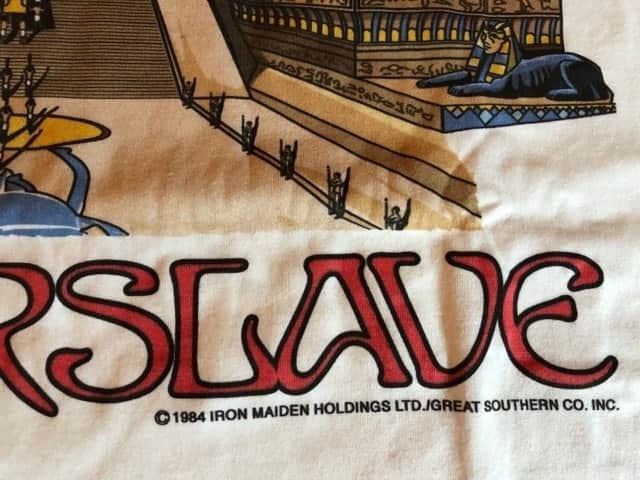 RSLAVE
© 1984 IRON MAIDEN HOLDINGS LTD./GREAT SOUTHERN CO. INC.